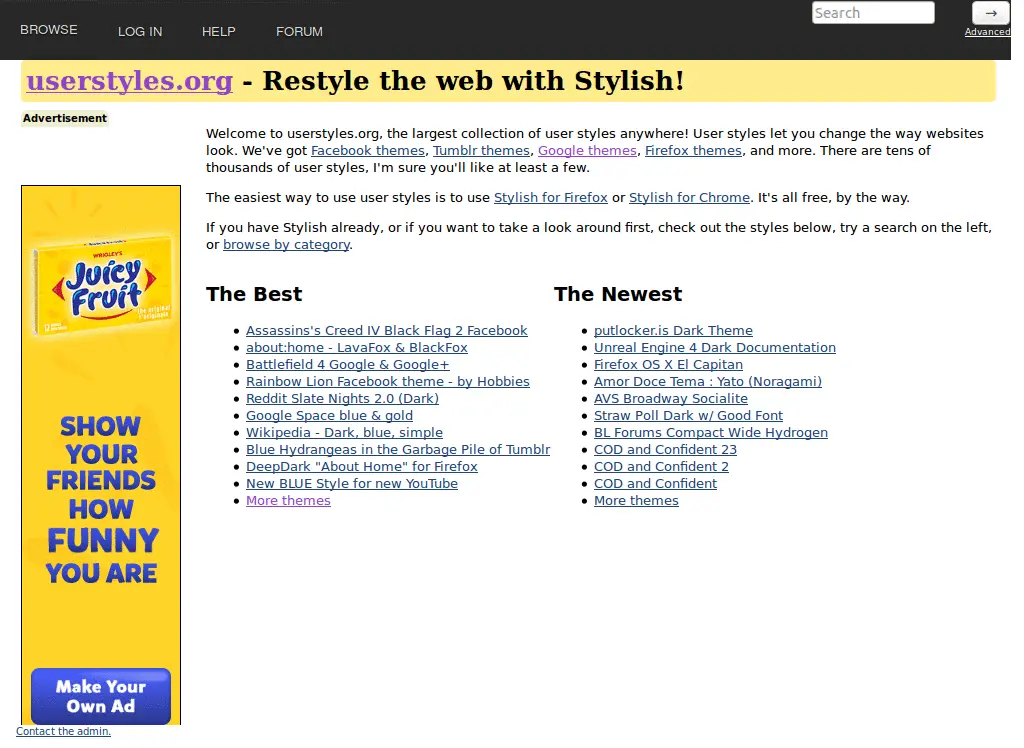 BROWSE LOG IN HELP FORUM Search →
Advanced
userstyles.org - Restyle the web with Stylish!
Advertisement
Welcome to userstyles.org, the largest collection of user styles anywhere! User styles let you change the way websites
look. We've got Facebook themes, Tumblr themes, Google themes, Firefox themes, and more. There are tens of
thousands of user styles, I'm sure you'll like at least a few.
The easiest way to use user styles is to use Stylish for Firefox or Stylish for Chrome. It's all free, by the way.
If you have Stylish already, or if you want to take a look around first, check out the styles below, try a search on the left,
or browse by category.
WRIGLEY'S
Juicy
Fruit
the original
SHOW
YOUR
FRIENDS
HOW
FUNNY
YOU ARE
Make Your
Own Ad
Contact the admin.
The Best
Assassins's Creed IV Black Flag 2 Facebook
about:home - LavaFox & BlackFox
Battlefield 4 Google & Google+
Rainbow Lion Facebook theme - by Hobbies
Reddit Slate Nights 2.0 (Dark)
Google Space blue & gold
Wikipedia - Dark, blue, simple
Blue Hydrangeas in the Garbage Pile of Tumblr
DeepDark "About Home" for Firefox
New BLUE Style for new YouTube
More themes
The Newest
putlocker.is Dark Theme
Unreal Engine 4 Dark Documentation
Firefox OS X El Capitan
Amor Doce Tema : Yato (Noragami)
AVS Broadway Socialite
Straw Poll Dark w/ Good Font
BL Forums Compact Wide Hydrogen
COD and Confident 23
COD and Confident 2
COD and Confident
More themes